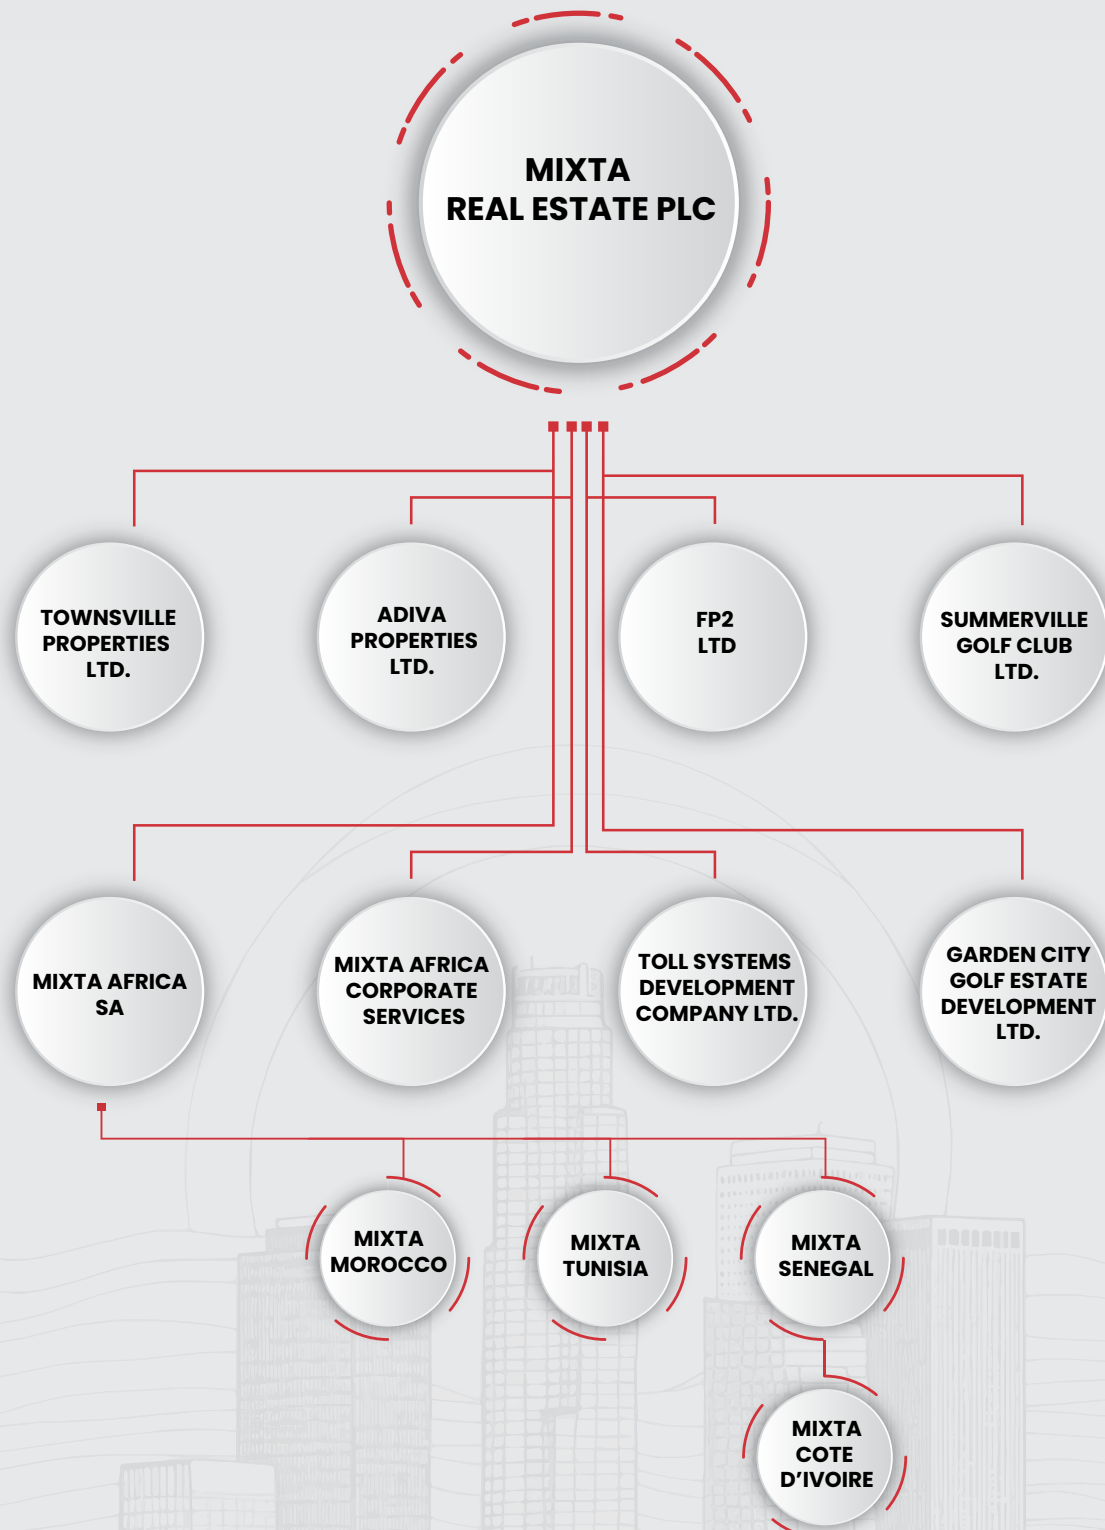 MIXTA
REAL ESTATE PLC
TOWNSVILLE
PROPERTIES
LTD.
ADIVA
PROPERTIES
LTD.
FP2
LTD
SUMMERVILLE
GOLF CLUB
LTD.
MIXTA AFRICA
SA
MIXTA AFRICA
CORPORATE
SERVICES
TOLL SYSTEMS
DEVELOPMENT
COMPANY LTD.
GARDEN CITY
GOLF ESTATE
DEVELOPMENT
LTD.
MIXTA
MOROCCO
MIXTA
TUNISIA
MIXTA
SENEGAL
MIXTA
COTE
D’IVOIRE